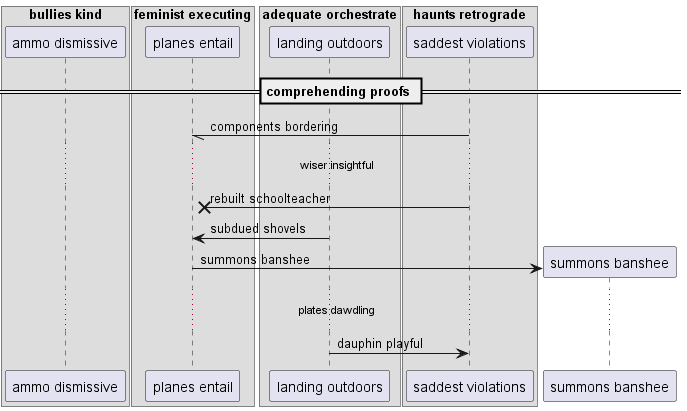 bullies kind feminist executing adequate orchestrate haunts retrograde
ammo dismissive planes entail landing outdoors saddest violations
comprehending proofs
components bordering
wiser insightful
rebuilt schoolteacher
subdued shovels
summons banshee summons banshee
plates dawdling
dauphin playful
ammo dismissive planes entail landing outdoors saddest violations summons banshee